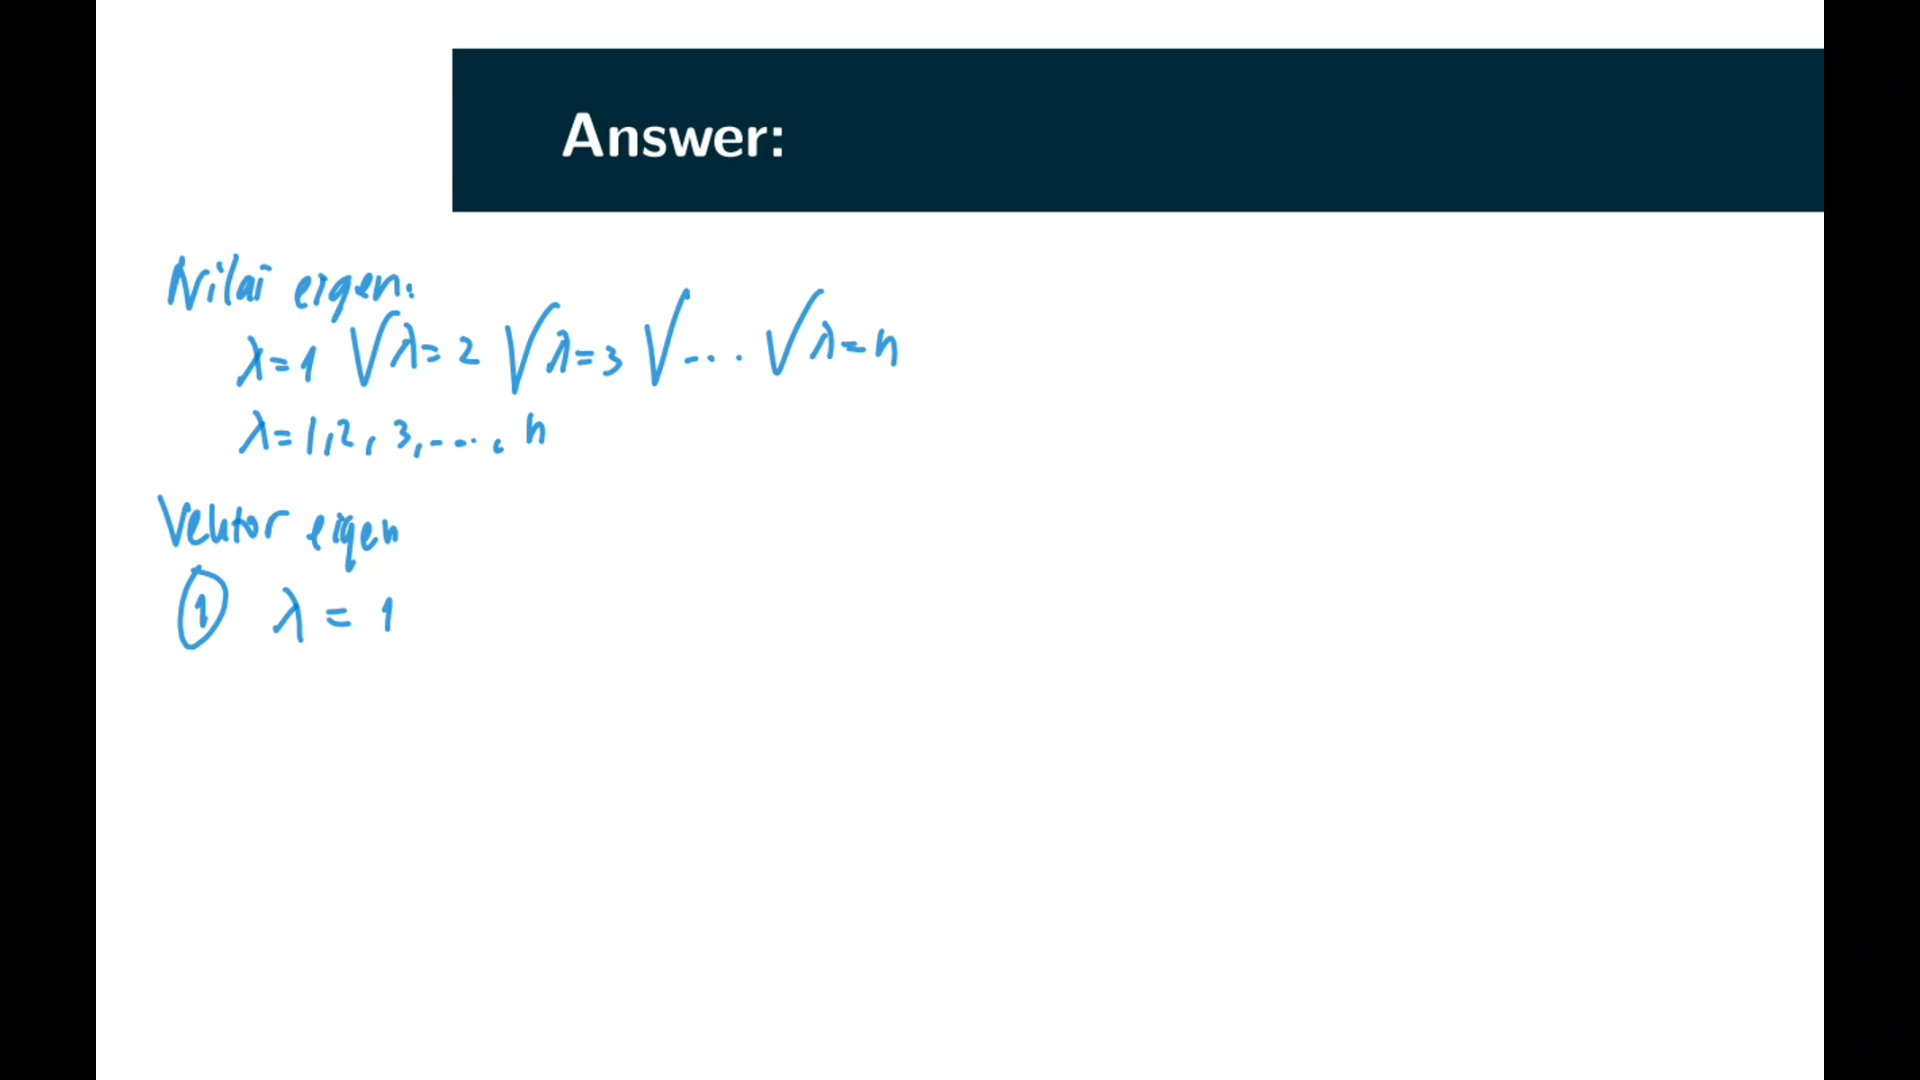 Answer:
Nilai eigen:
λ=1 ∨ λ=2 ∨ λ=3 ∨ ... ∨ λ=n
λ=1,2,3,...., n
Vektor eigen
① λ = 1